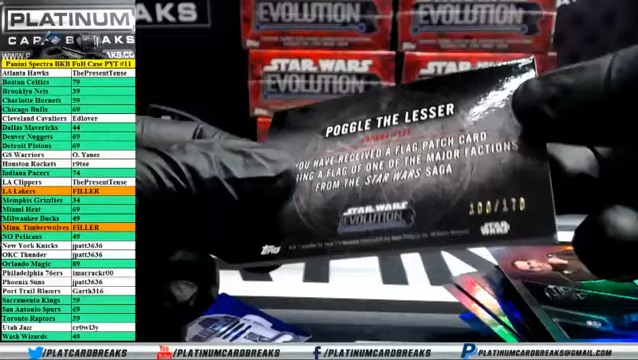 PLATINUM
CARD BREAKS
Panini Spectra BKB Full Case PYT #11
Atlanta Hawks ThePresentTense
Boston Celtics 79
Brooklyn Nets 39
Charlotte Hornets 59
Chicago Bulls 69
Cleveland Cavaliers Edlover
Dallas Mavericks 44
Denver Nuggets 69
Detroit Pistons 69
GS Warriors O. Yanez
Houston Rockets r9tee
Indiana Pacers 74
LA Clippers ThePresentTense
LA Lakers FILLER
Memphis Grizzlies 34
Miami Heat 69
Milwaukee Bucks 49
Minn. Timberwolves FILLER
NO Pelicans 49
New York Knicks jpatt3636
OKC Thunder jpatt3636
Orlando Magic 89
Philadelphia 76ers imacrackr00
Phoenix Suns jpatt3636
Port Trail Blazers Garth316
Sacramento Kings 59
San Antonio Spurs 69
Toronto Raptors 39
Utah Jazz cr0wl3y
Wash Wizards 49
EVOLUTION
STAR WARS
EVOLUTION
POGGLE THE LESSER
YOU HAVE RECEIVED A FLAG PATCH CARD
FLAG OF ONE OF THE MAJOR FACTIONS
FROM THE STAR WARS SAGA
STAR WARS
EVOLUTION
100/170
Topps
STAR WARS
/PLATCARDBREAKS
YouTube
/PLATINUMCARDBREAKS
/PLATINUMCARDBREAKS
PLATINUMCARDBREAKS@GMAIL.COM